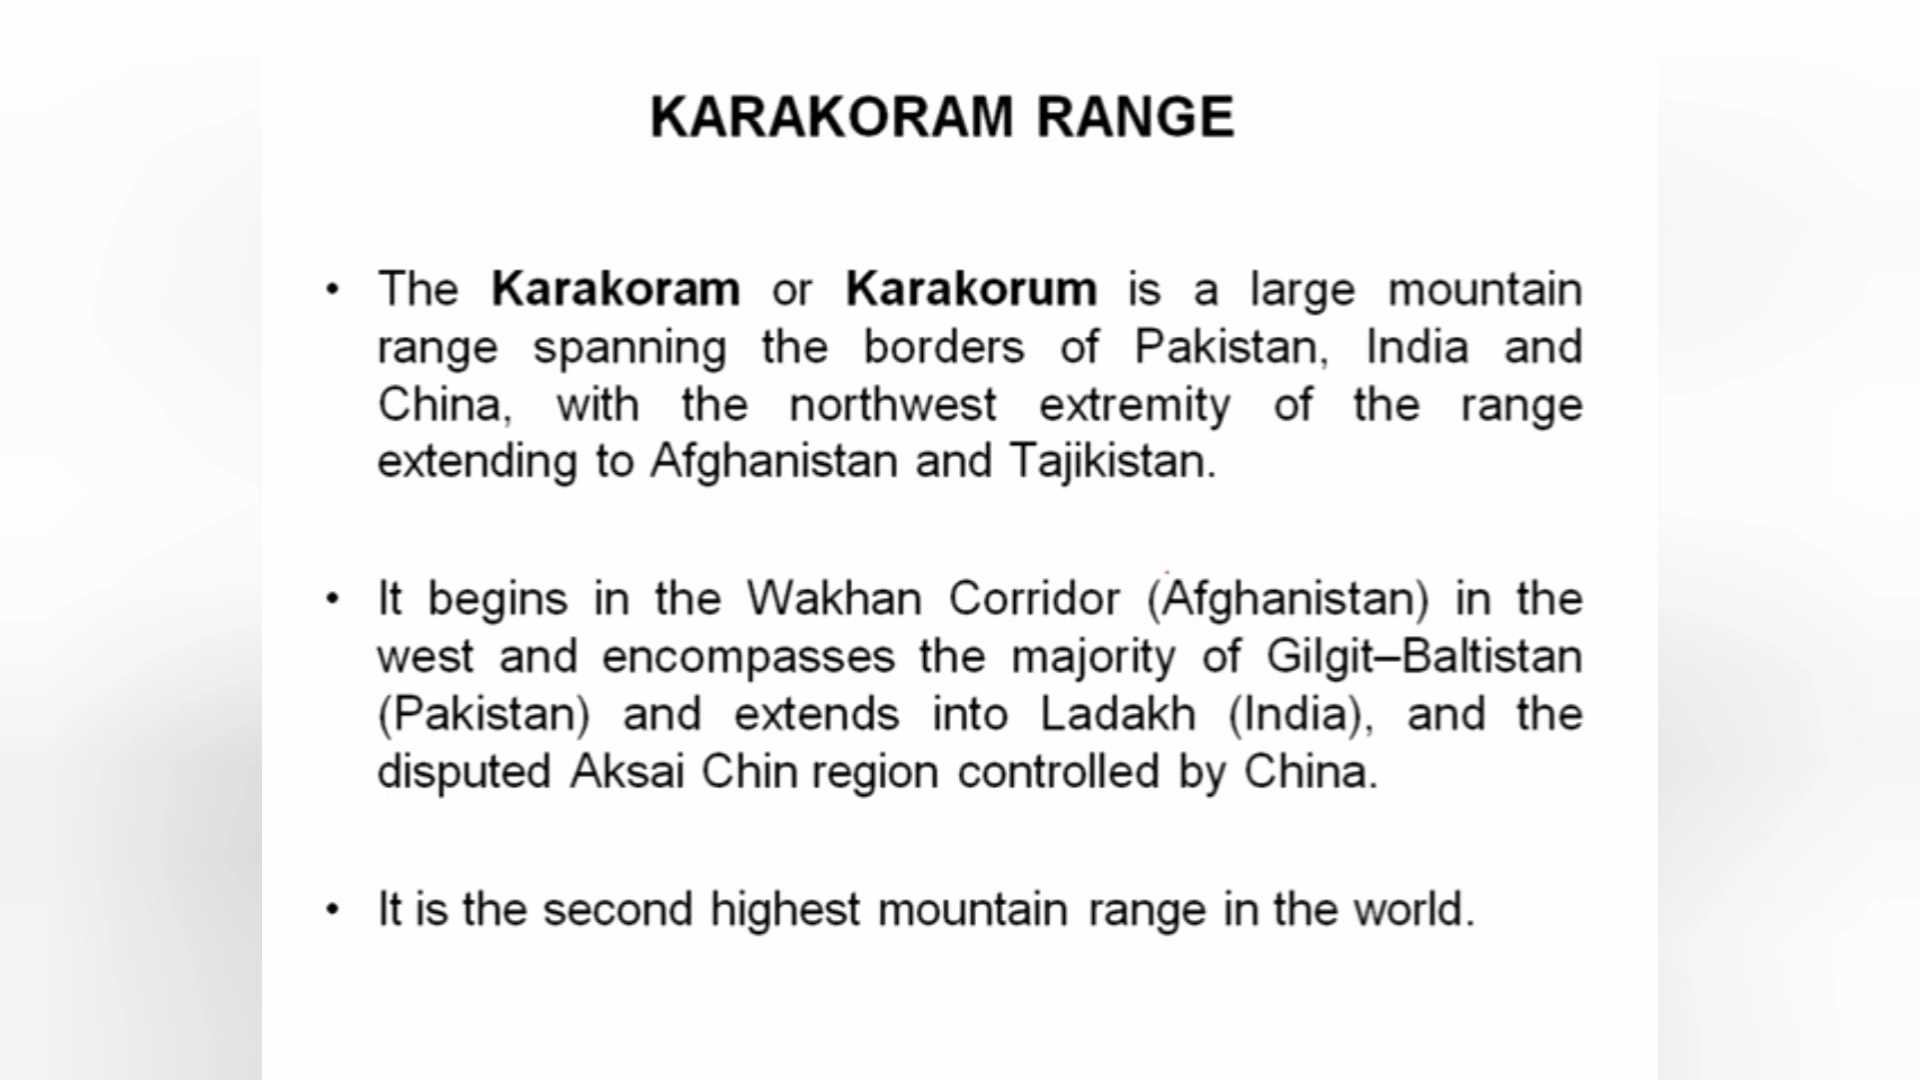 KARAKORAM RANGE
• The Karakoram or Karakorum is a large mountain
range spanning the borders of Pakistan, India and
China, with the northwest extremity of the range
extending to Afghanistan and Tajikistan.
• It begins in the Wakhan Corridor (Afghanistan) in the
west and encompasses the majority of Gilgit–Baltistan
(Pakistan) and extends into Ladakh (India), and the
disputed Aksai Chin region controlled by China.
• It is the second highest mountain range in the world.